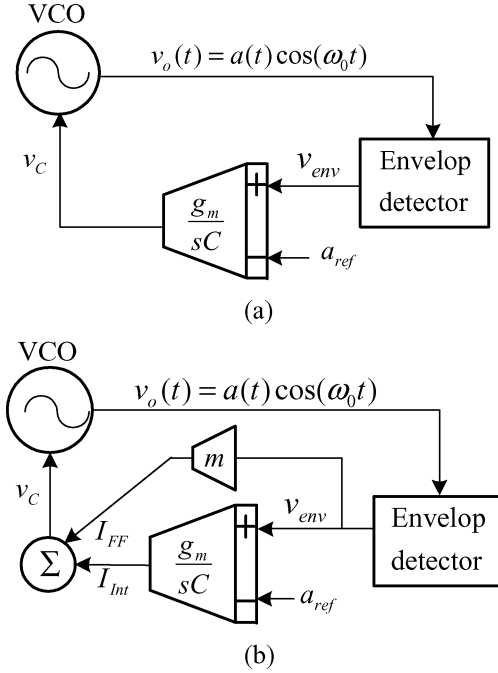 VCO
v_o(t) = a(t)cos(ω_0t)
v_C
v_env
Envelop
detector
g_m
sC
+
−
a_ref
(a)
VCO
v_o(t) = a(t)cos(ω_0t)
m
v_C
I_FF
v_env
Envelop
detector
Σ
g_m
sC
+
I_Int
−
a_ref
(b)